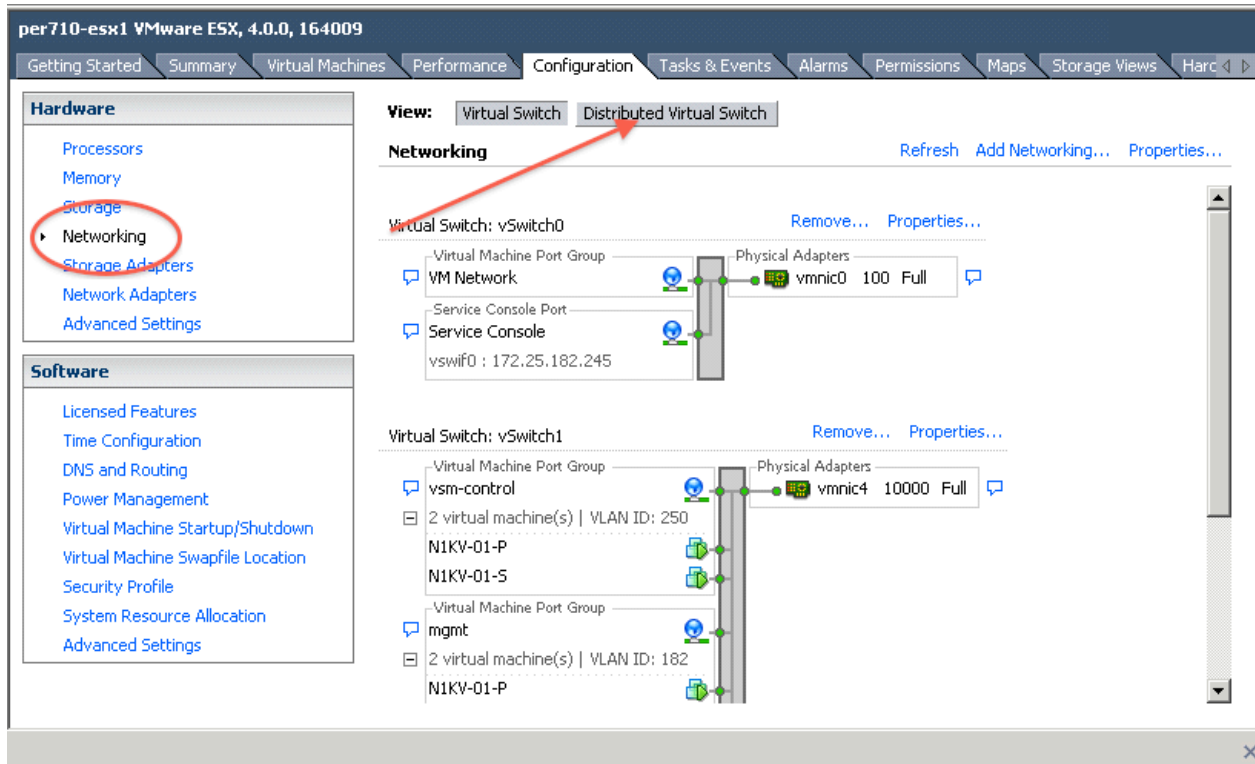 per710-esx1 VMware ESX, 4.0.0, 164009
Getting Started Summary Virtual Machines Performance Configuration Tasks & Events Alarms Permissions Maps Storage Views Harc
Hardware
Processors
Memory
Storage
Networking
Storage Adapters
Network Adapters
Advanced Settings
Software
Licensed Features
Time Configuration
DNS and Routing
Power Management
Virtual Machine Startup/Shutdown
Virtual Machine Swapfile Location
Security Profile
System Resource Allocation
Advanced Settings
View: Virtual Switch Distributed Virtual Switch
Networking Refresh Add Networking... Properties...
Virtual Switch: vSwitch0 Remove... Properties...
Virtual Machine Port Group Physical Adapters
VM Network vmnic0 100 Full
Service Console Port
Service Console
vswif0 : 172.25.182.245
Virtual Switch: vSwitch1 Remove... Properties...
Virtual Machine Port Group Physical Adapters
vsm-control vmnic4 10000 Full
2 virtual machine(s) | VLAN ID: 250
N1KV-01-P
N1KV-01-S
Virtual Machine Port Group
mgmt
2 virtual machine(s) | VLAN ID: 182
N1KV-01-P